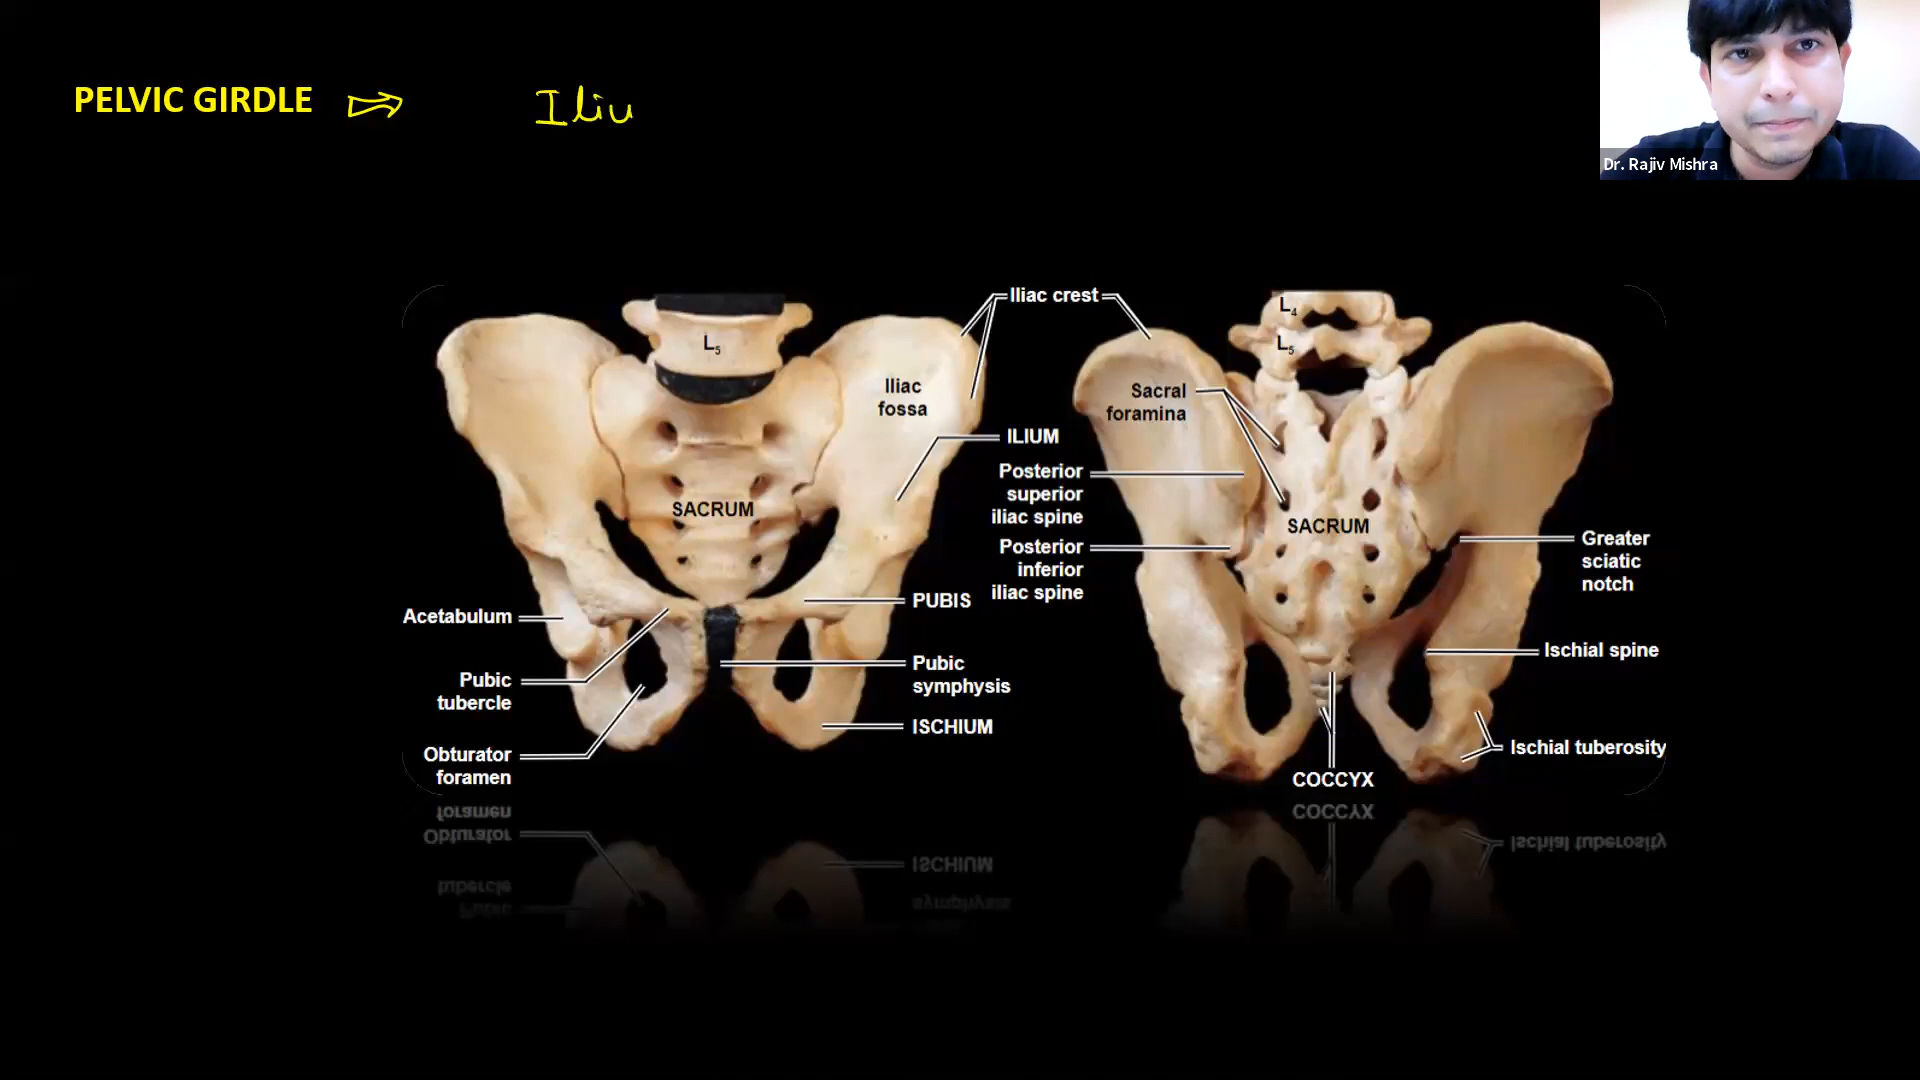 PELVIC GIRDLE Iliu
Dr. Rajiv Mishra
Iliac crest
L5
Iliac
fossa
ILIUM
SACRUM
Acetabulum
PUBIS
Pubic
tubercle
Pubic
symphysis
ISCHIUM
Obturator
foramen
L4
L5
Sacral
foramina
Posterior
superior
iliac spine
Posterior
inferior
iliac spine
SACRUM
Greater
sciatic
notch
Ischial spine
Ischial tuberosity
COCCYX